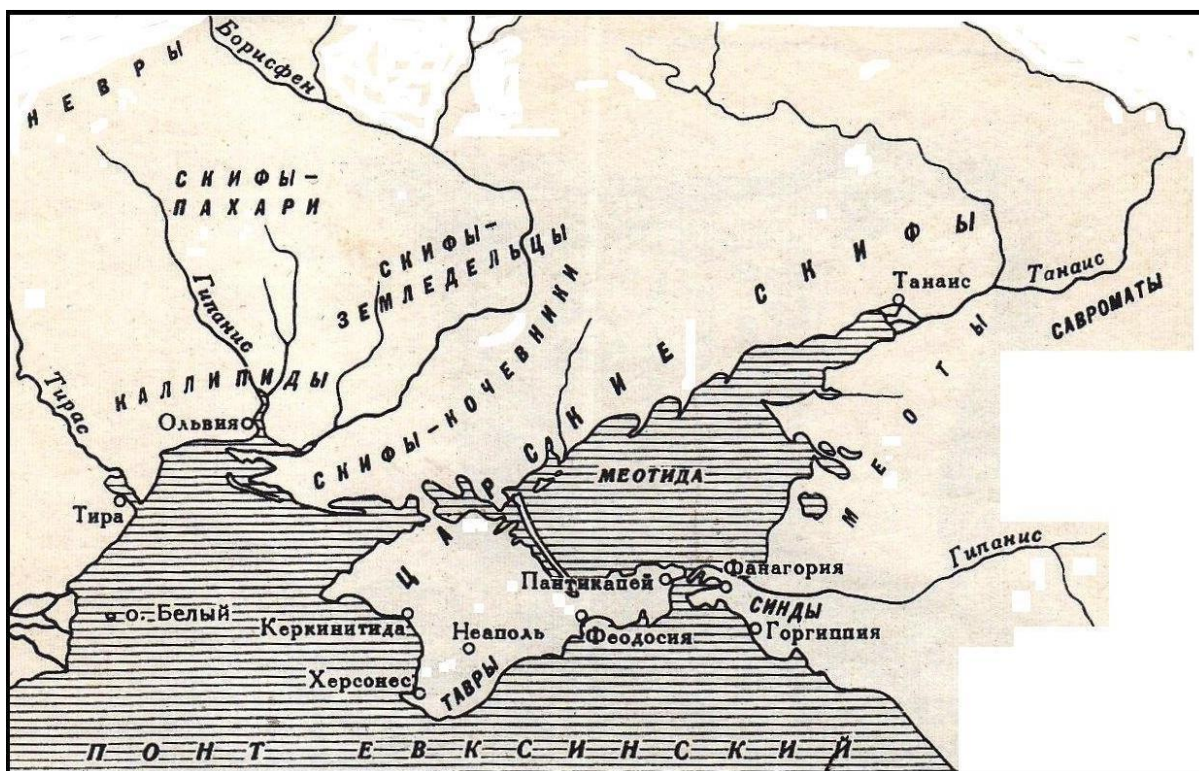 НЕВРЫ
Борисфен
СКИФЫ-
ПАХАРИ
СКИФЫ-
ЗЕМЛЕДЕЛЬЦЫ
Гипанис
КАЛЛИПИДЫ
Тирас
Ольвия
Тира
СКИФЫ-КОЧЕВНИКИ
ЦАРСКИЕ СКИФЫ
Танаис
Танаис
САВРОМАТЫ
МЕОТЫ
МЕОТИДА
Гипанис
Пантикапей
Фанагория
СИНДЫ
Горгиппия
о. Белый
Керкинитида
Неаполь
Феодосия
Херсонес
ТАВРЫ
ПОНТ ЕВКСИНСКИЙ